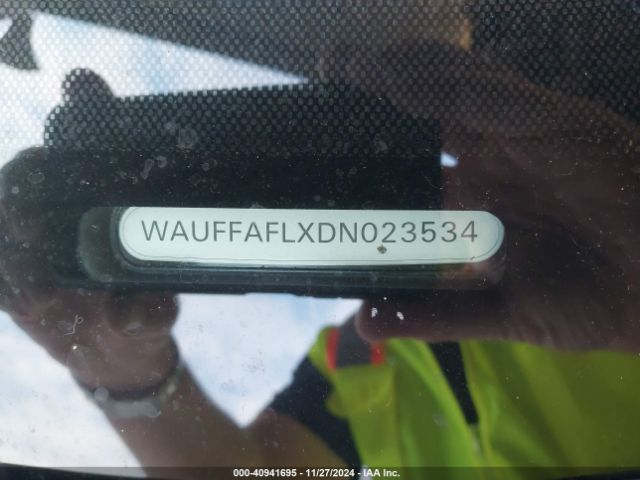 WAUFFAFLXDN023534
000-40941695 - 11/27/2024 - IAA Inc.